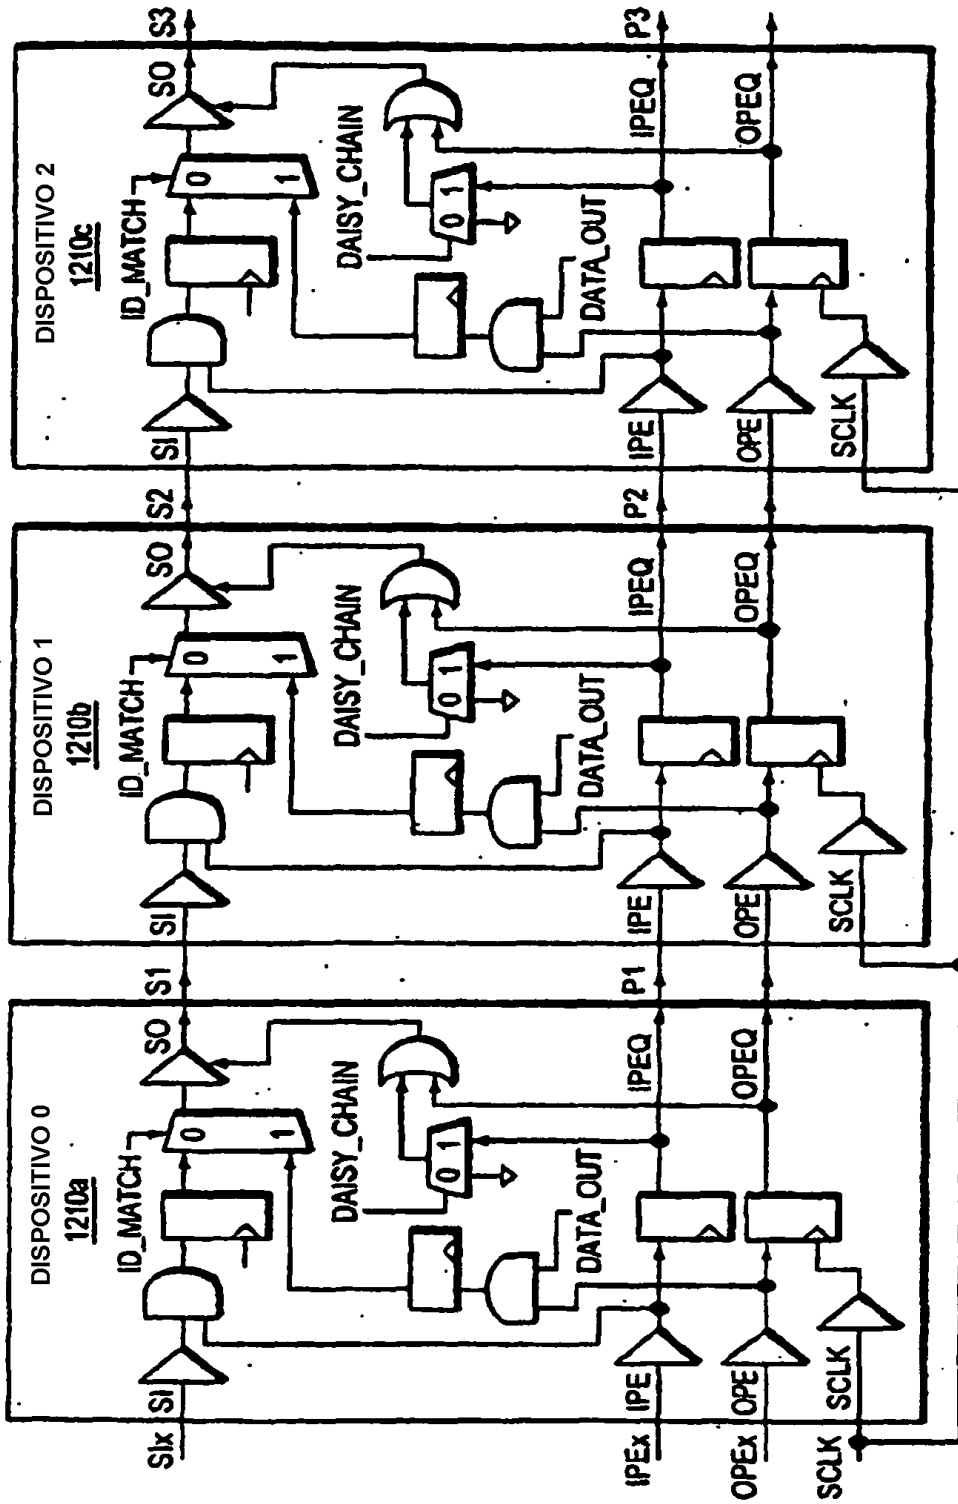 DISPOSITIVO 0
1210a
ID_MATCH
SIx
SI
0
1
SO
S1
DAISY_CHAIN
0 1
DATA_OUT
IPEx
IPE
IPEQ
P1
OPEx
OPE
OPEQ
SCLK
SCLK
DISPOSITIVO 1
1210b
ID_MATCH
SI
0
1
SO
S2
DAISY_CHAIN
0 1
DATA_OUT
IPE
IPEQ
P2
OPE
OPEQ
SCLK
DISPOSITIVO 2
1210c
ID_MATCH
SI
0
1
SO
S3
DAISY_CHAIN
0 1
DATA_OUT
IPE
IPEQ
P3
OPE
OPEQ
SCLK